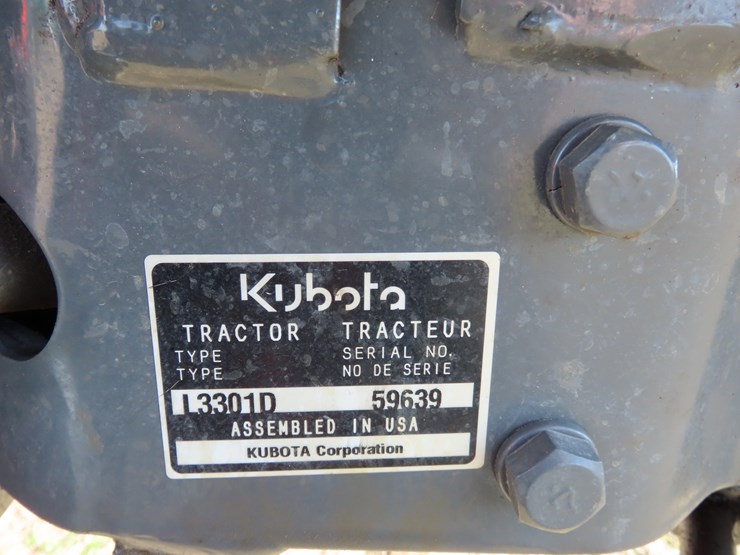 Kubota
TRACTOR TRACTEUR
TYPE SERIAL NO.
TYPE NO DE SERIE
L3301D 59639
ASSEMBLED IN USA
KUBOTA Corporation